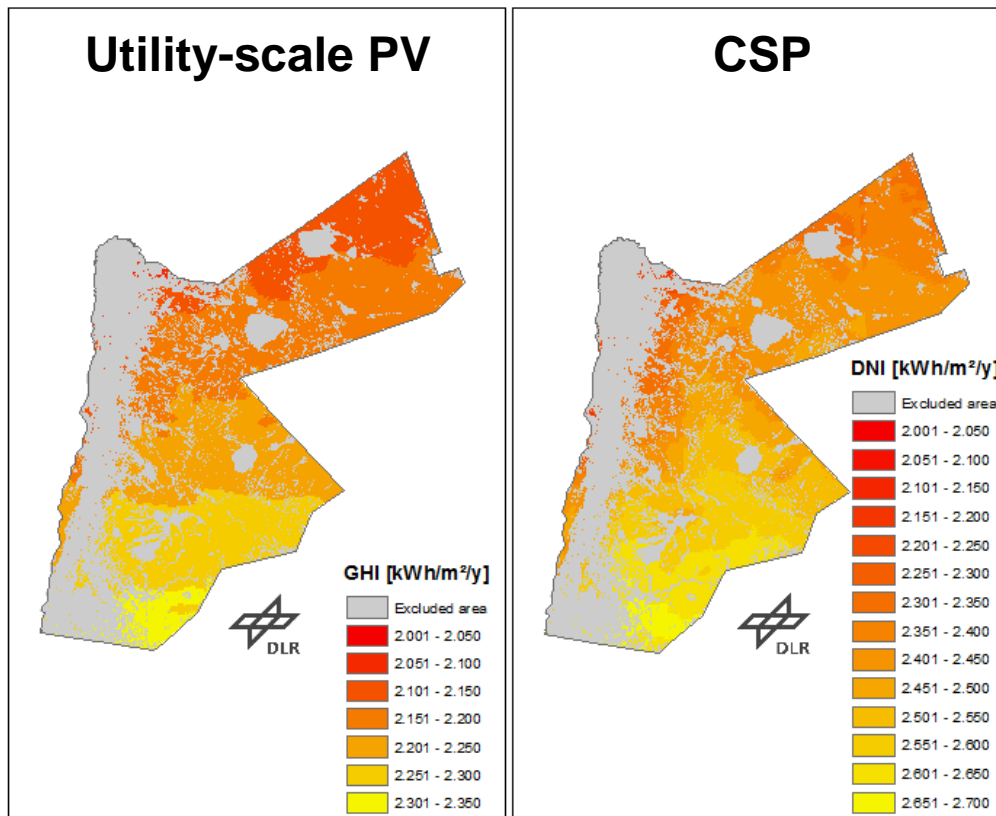 Utility-scale PV
GHI [kWh/m²/y]
Excluded area
2.001 - 2.050
2.051 - 2.100
2.101 - 2.150
2.151 - 2.200
2.201 - 2.250
2.251 - 2.300
2.301 - 2.350
DLR
CSP
DNI [kWh/m²/y]
Excluded area
2.001 - 2.050
2.051 - 2.100
2.101 - 2.150
2.151 - 2.200
2.201 - 2.250
2.251 - 2.300
2.301 - 2.350
2.351 - 2.400
2.401 - 2.450
2.451 - 2.500
2.501 - 2.550
2.551 - 2.600
2.601 - 2.650
2.651 - 2.700
DLR